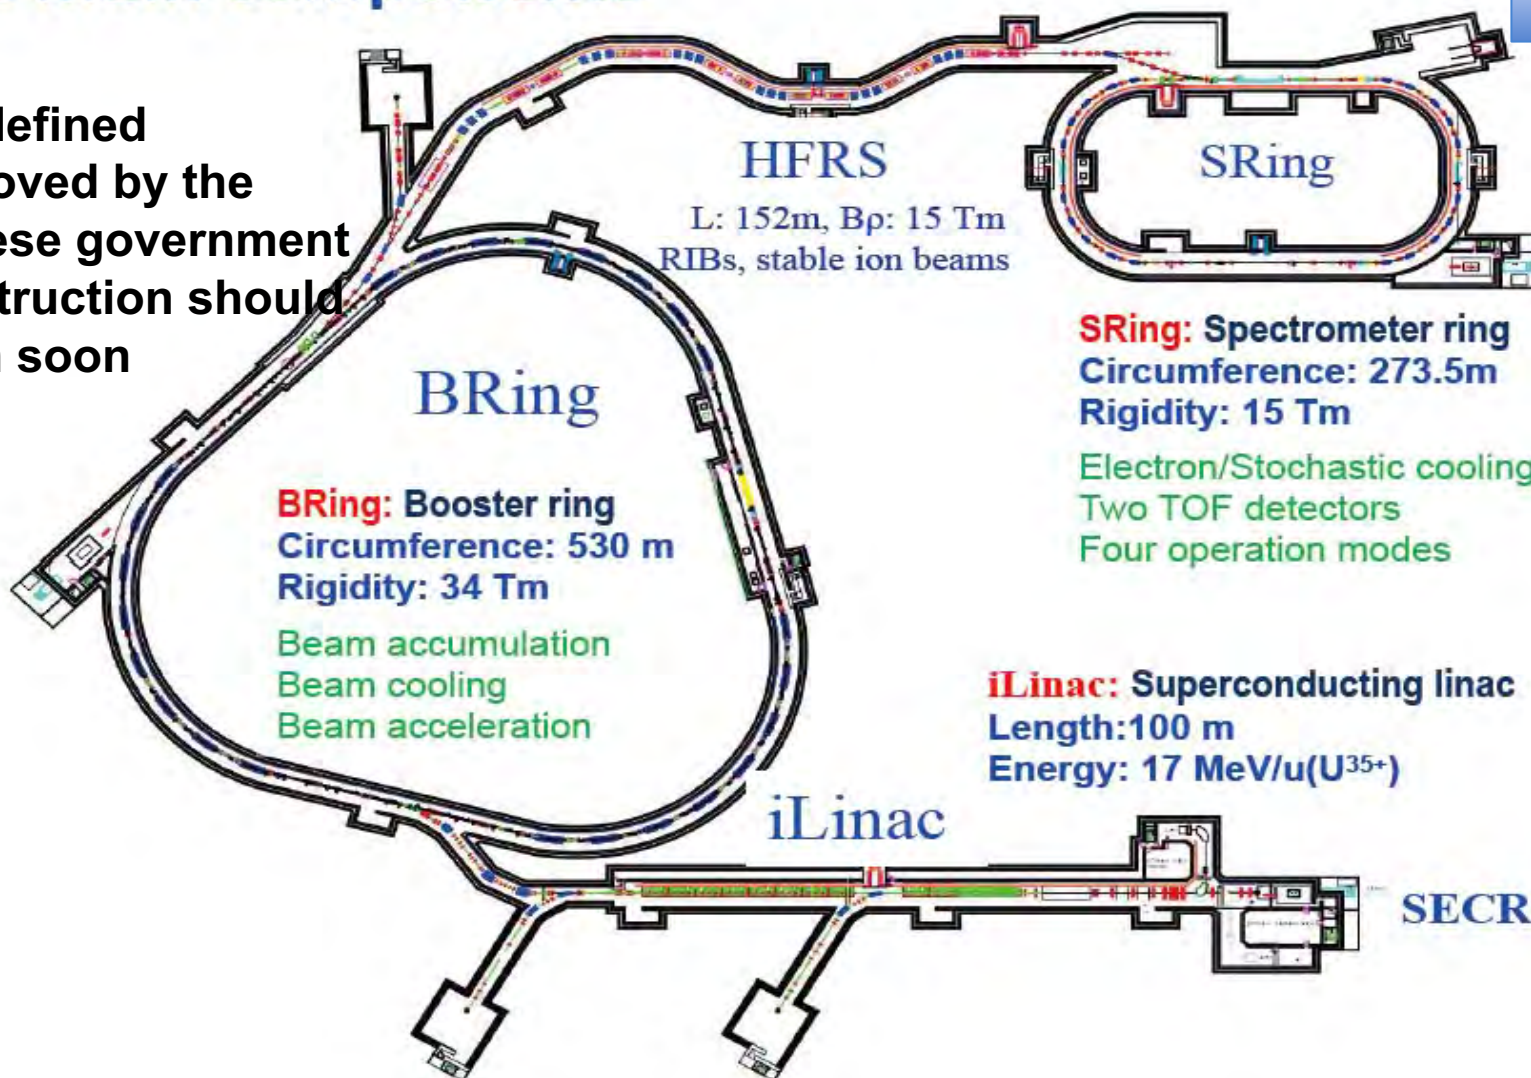 defined
oved by the
ese government
struction should
n soon
HFRS
L: 152m, Bρ: 15 Tm
RIBs, stable ion beams
SRing
SRing: Spectrometer ring
Circumference: 273.5m
Rigidity: 15 Tm
Electron/Stochastic cooling
Two TOF detectors
Four operation modes
BRing
BRing: Booster ring
Circumference: 530 m
Rigidity: 34 Tm
Beam accumulation
Beam cooling
Beam acceleration
iLinac: Superconducting linac
Length:100 m
Energy: 17 MeV/u(U³⁵⁺)
iLinac
SECR